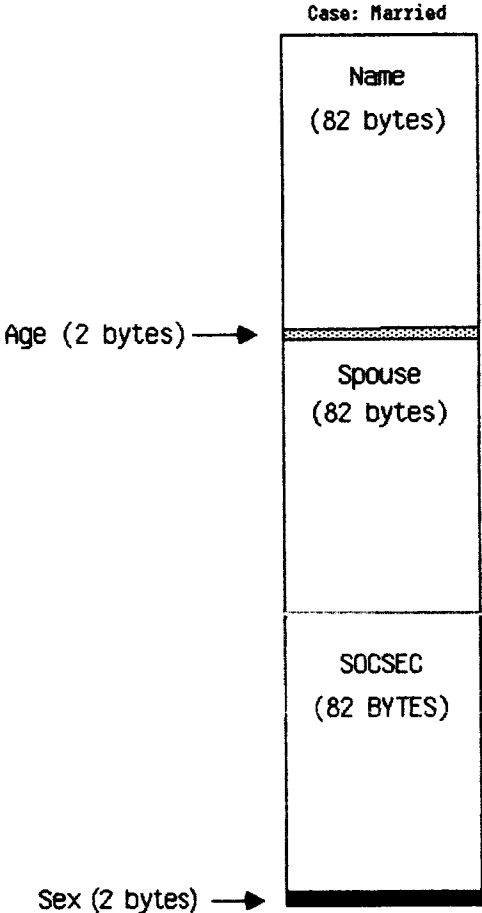 Case: Married
Name
(82 bytes)
Age (2 bytes)
Spouse
(82 bytes)
SOCSEC
(82 BYTES)
Sex (2 bytes)